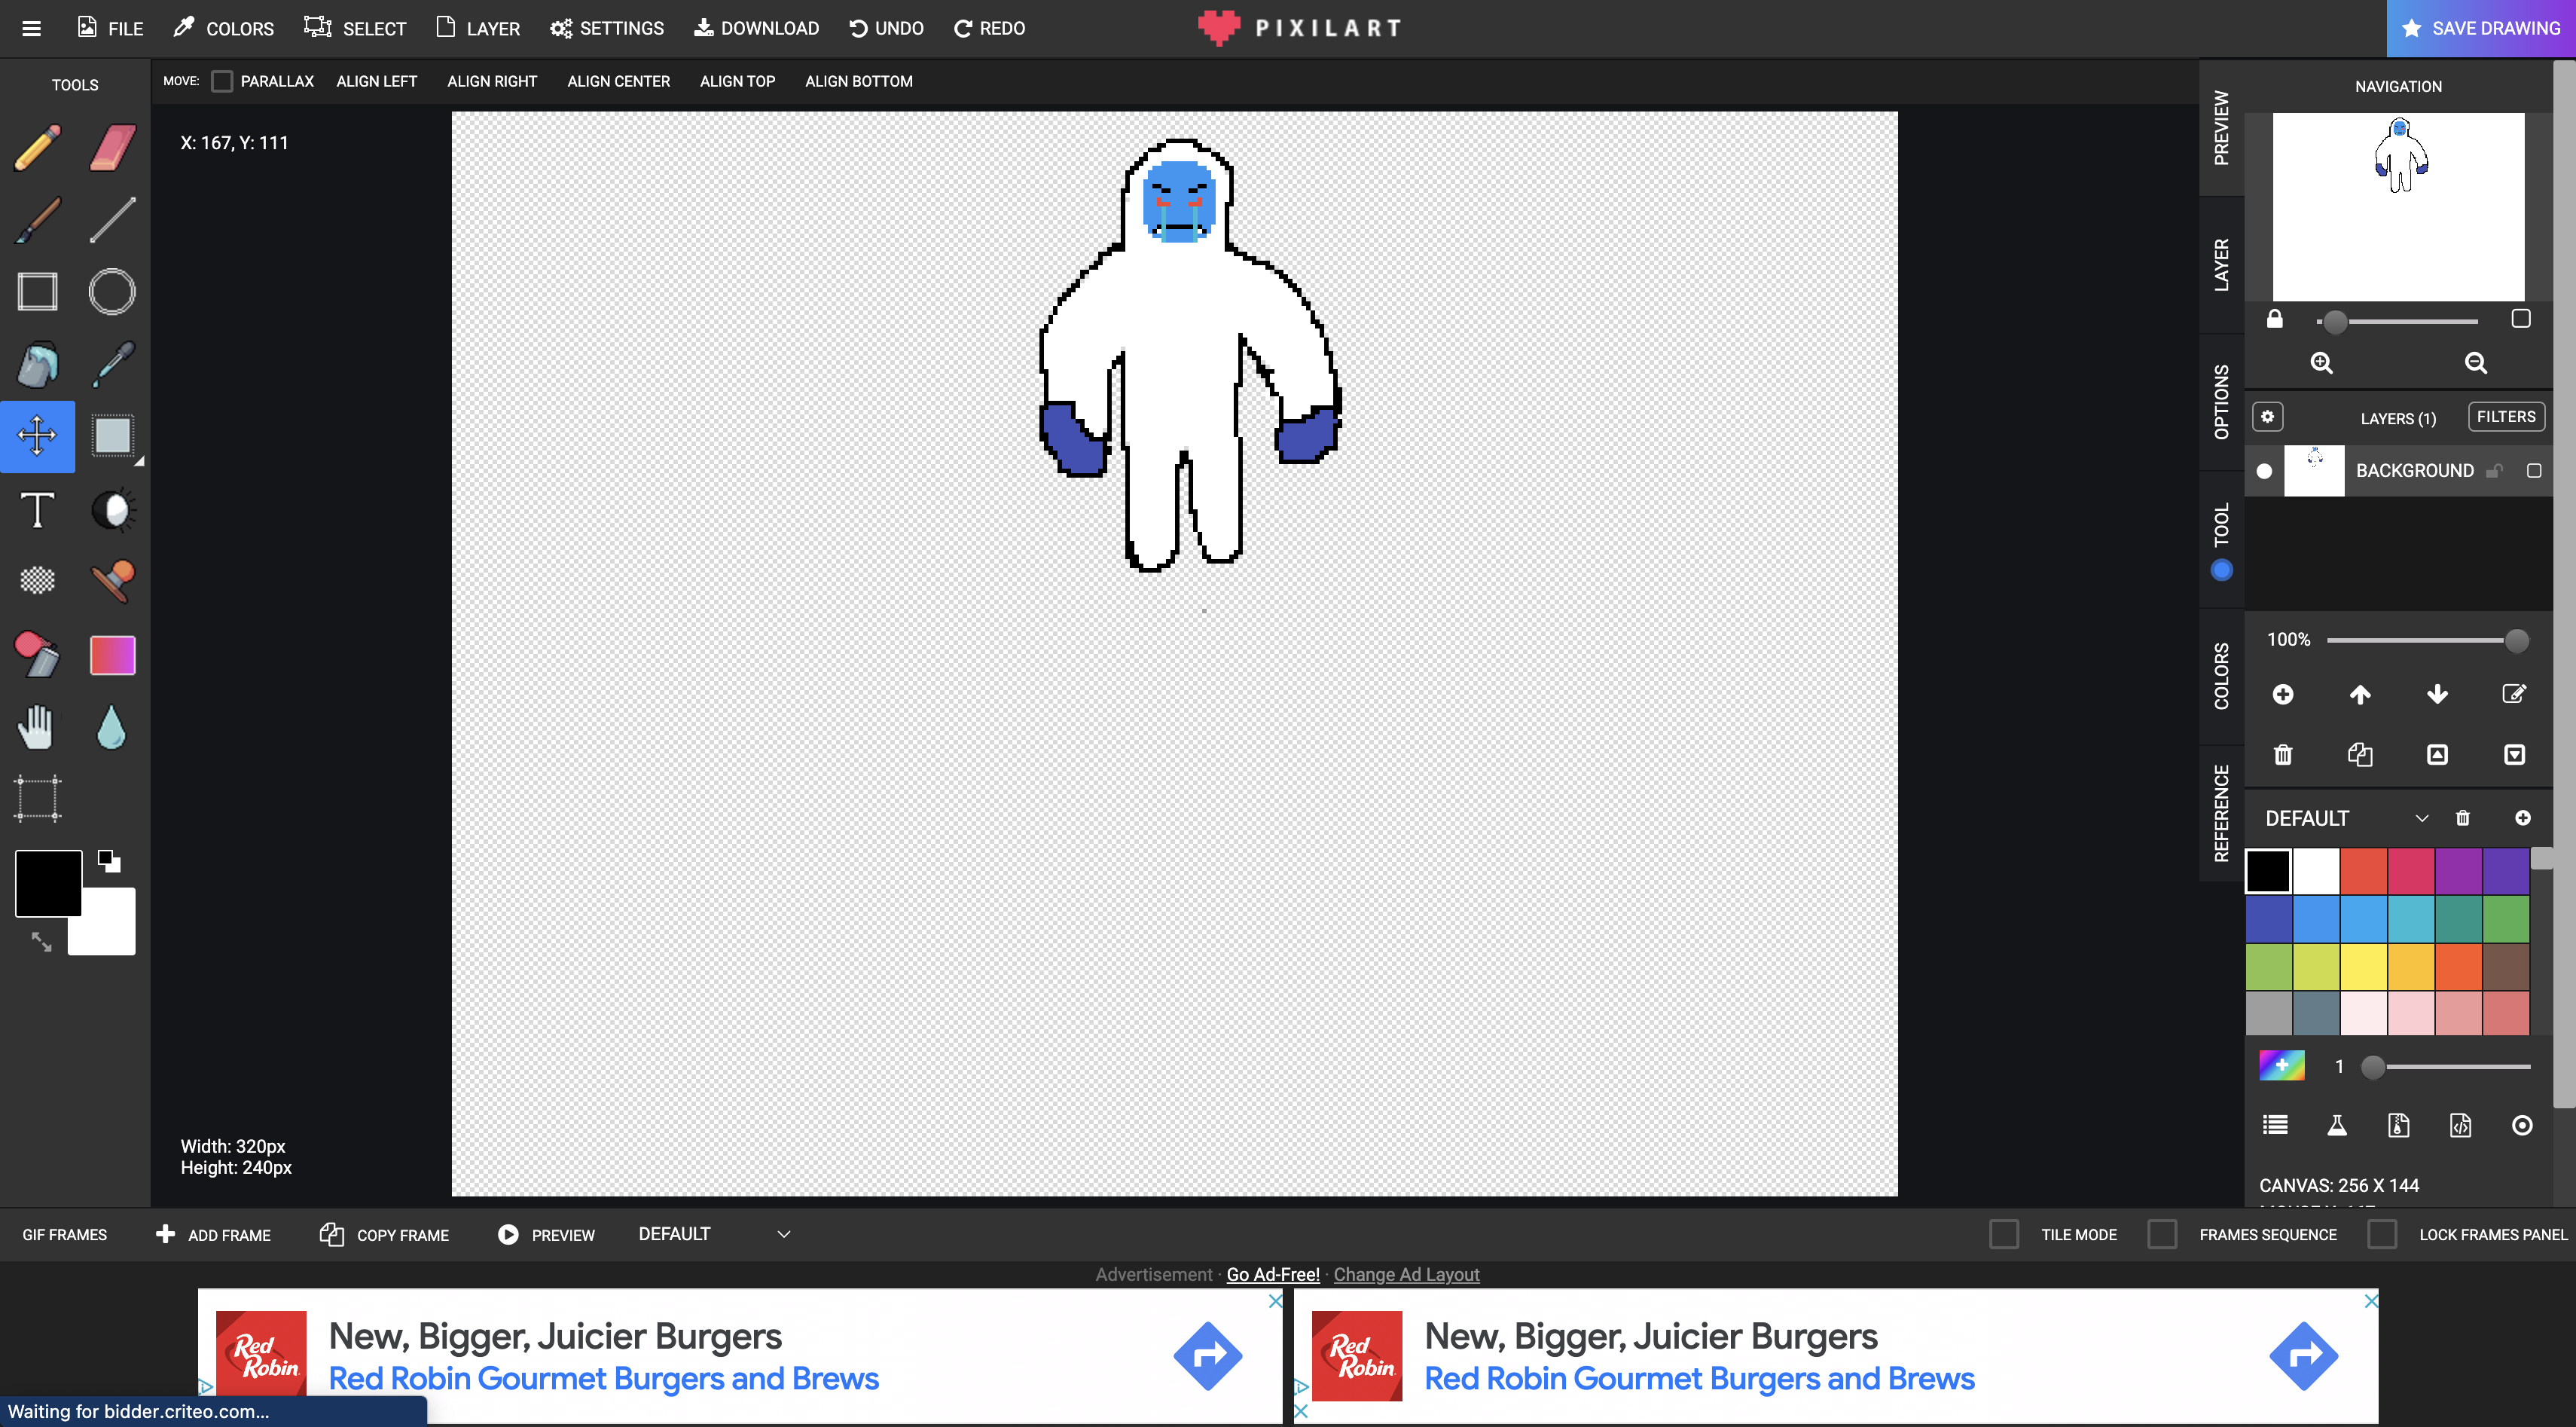 FILE COLORS SELECT LAYER SETTINGS DOWNLOAD UNDO REDO PIXILART SAVE DRAWING
TOOLS
MOVE: PARALLAX ALIGN LEFT ALIGN RIGHT ALIGN CENTER ALIGN TOP ALIGN BOTTOM
X: 167, Y: 111
Width: 320px
Height: 240px
PREVIEW
LAYER
OPTIONS
TOOL
COLORS
REFERENCE
NAVIGATION
LAYERS (1) FILTERS
BACKGROUND
100%
DEFAULT
1
CANVAS: 256 X 144
GIF FRAMES ADD FRAME COPY FRAME PREVIEW DEFAULT TILE MODE FRAMES SEQUENCE LOCK FRAMES PANEL
Advertisement · Go Ad-Free! · Change Ad Layout
Red Robin
New, Bigger, Juicier Burgers
Red Robin Gourmet Burgers and Brews
Red Robin
New, Bigger, Juicier Burgers
Red Robin Gourmet Burgers and Brews
Waiting for bidder.criteo.com...